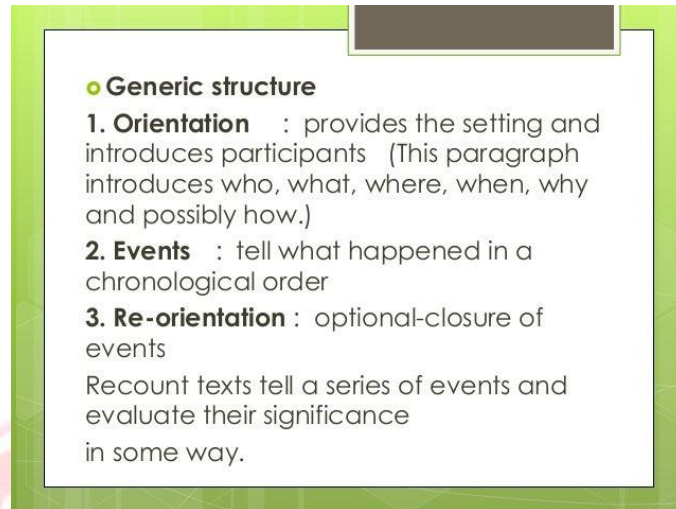 Generic structure
1. Orientation : provides the setting and
introduces participants (This paragraph
introduces who, what, where, when, why
and possibly how.)
2. Events : tell what happened in a
chronological order
3. Re-orientation : optional-closure of
events
Recount texts tell a series of events and
evaluate their significance
in some way.